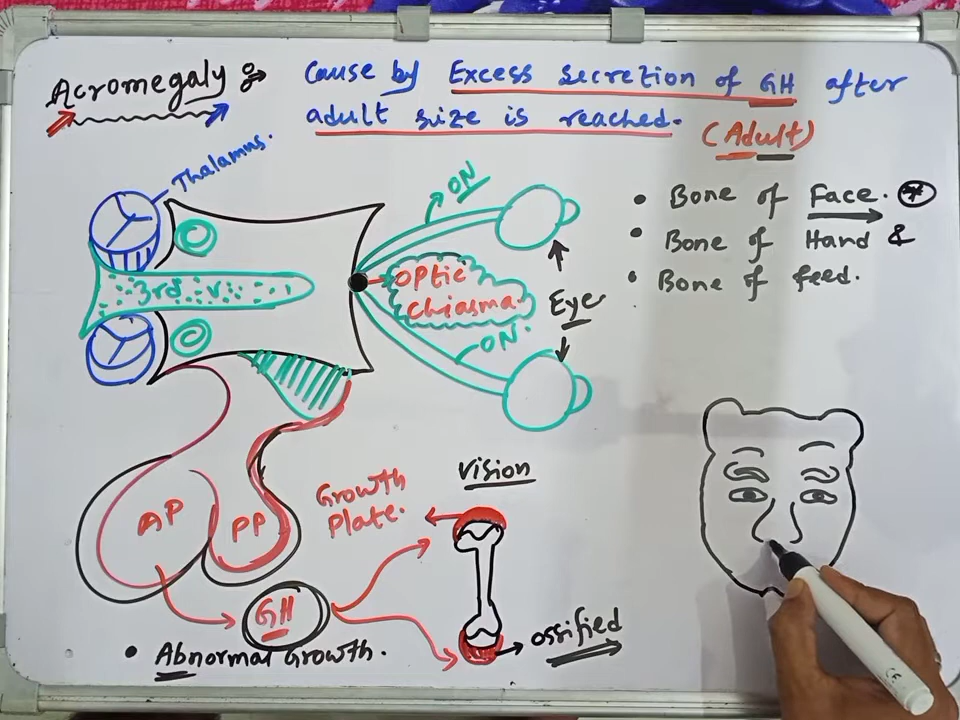 Acromegaly :→
Cause by Excess secretion of GH after
adult size is reached.
(Adult)
Thalamus.
ON
• Bone of Face. *
• Bone of Hand &
• Bone of feed.
3rd. V
Optic
Chiasma.
Eye
ON
AP
PP
Growth
Plate.
Vision
GH
ossified
• Abnormal Growth.
CE